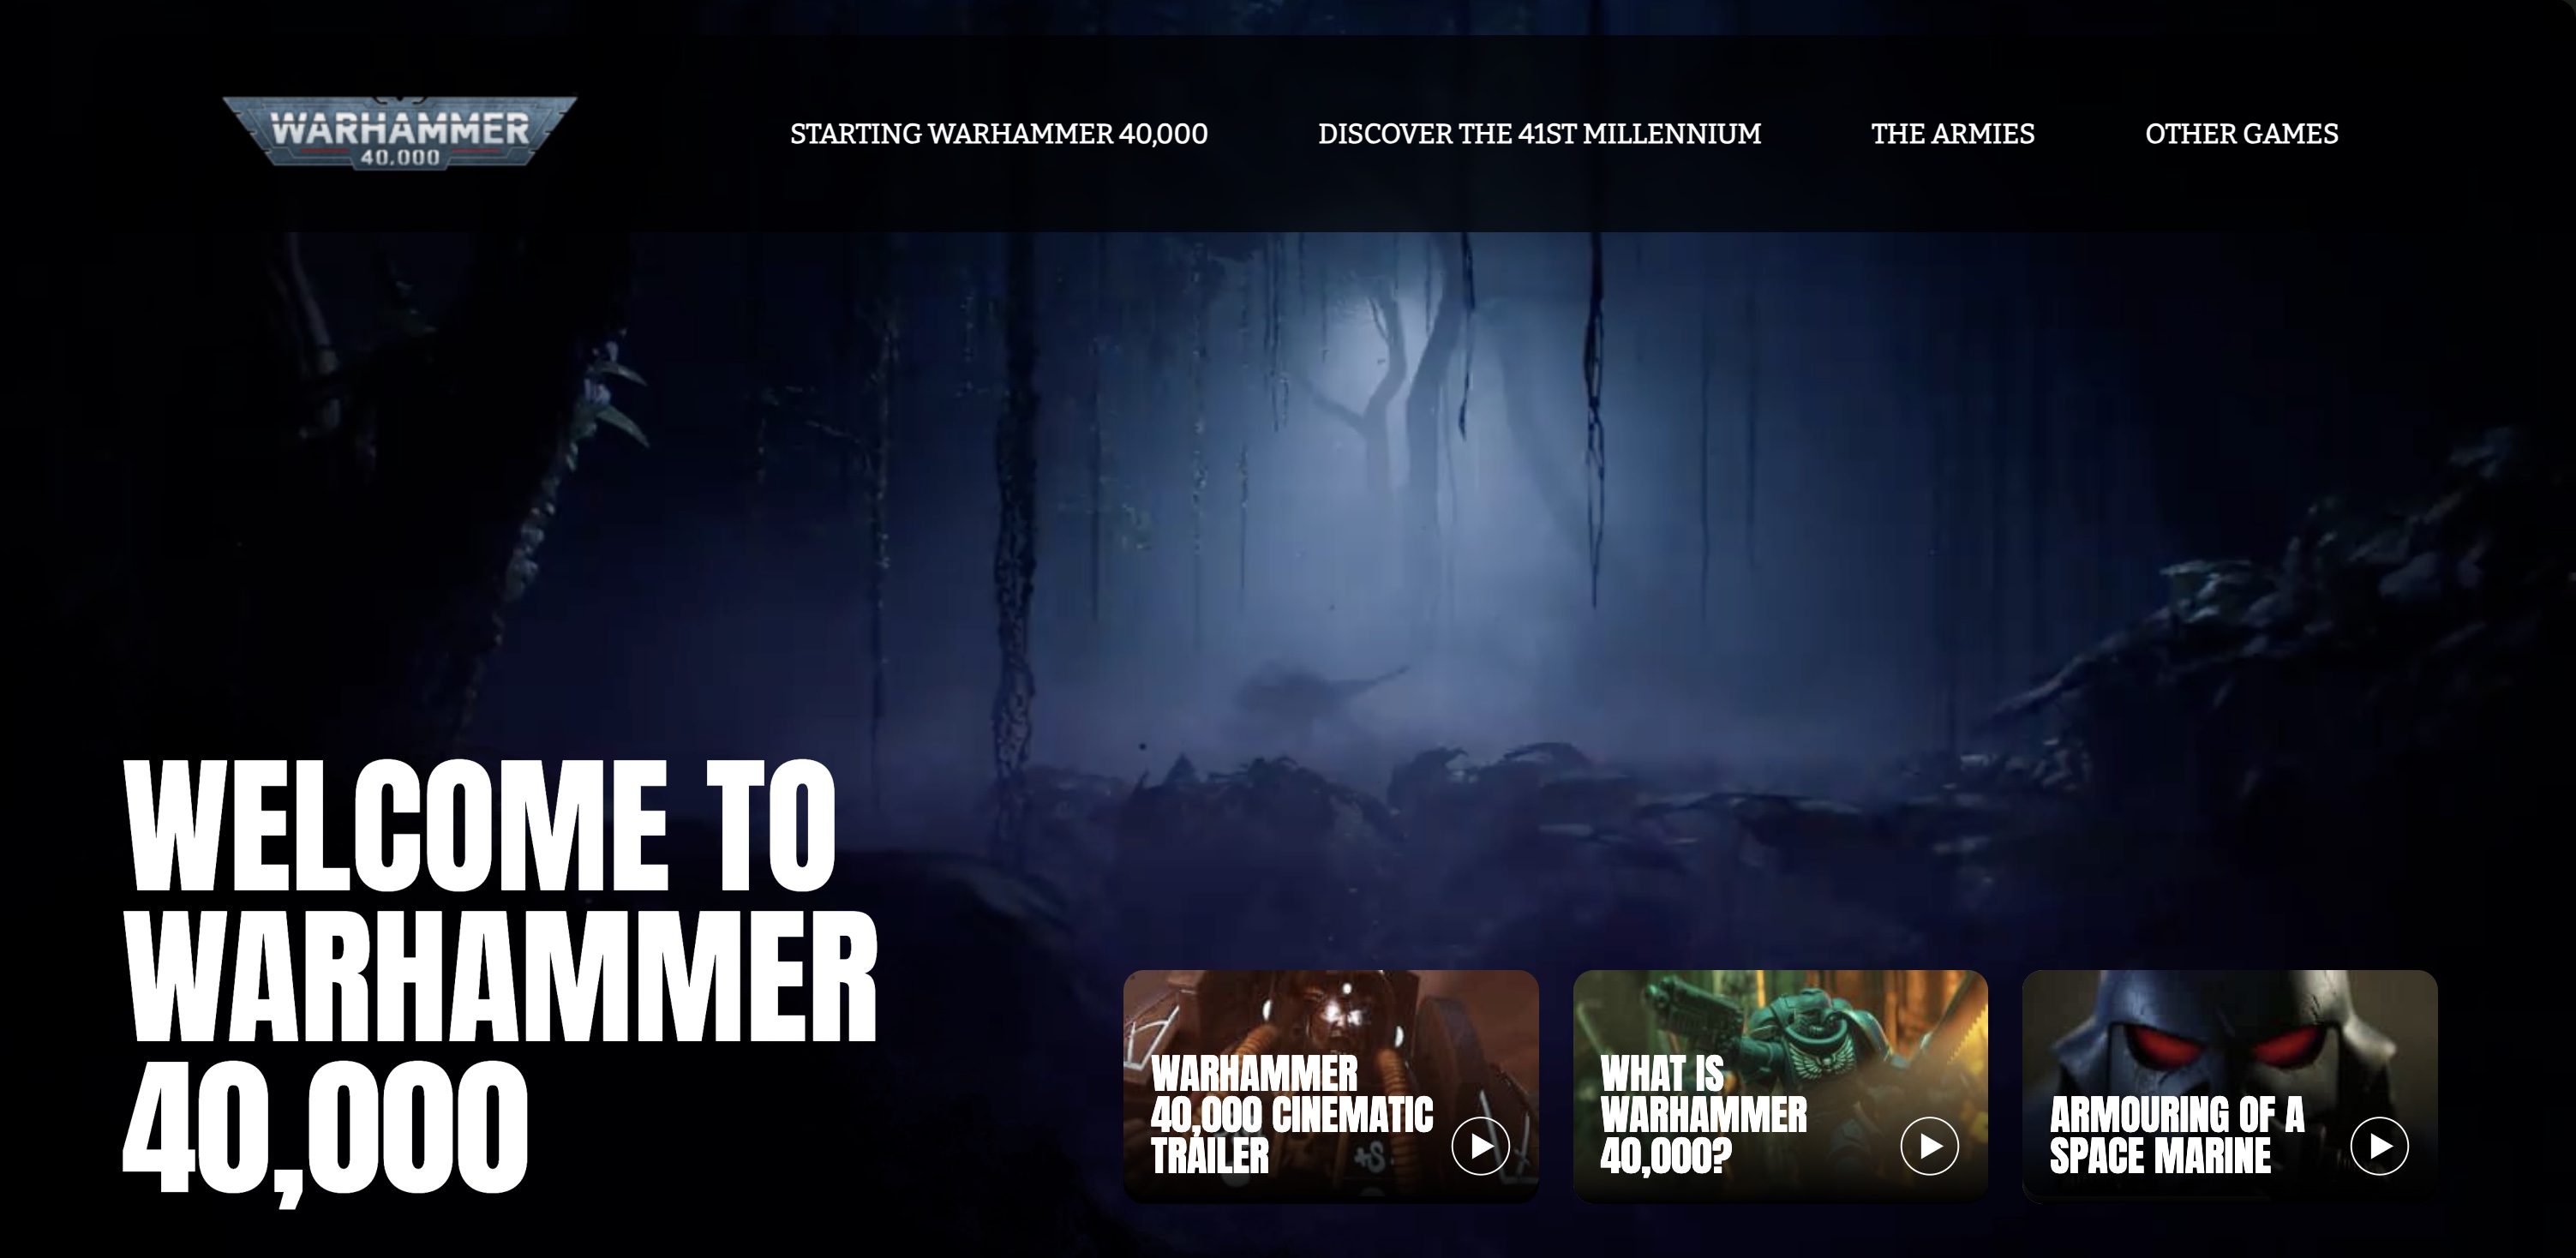 WARHAMMER
40,000
STARTING WARHAMMER 40,000
DISCOVER THE 41ST MILLENNIUM
THE ARMIES
OTHER GAMES
WELCOME TO
WARHAMMER
40,000
WARHAMMER
40,000 CINEMATIC
TRAILER
WHAT IS
WARHAMMER
40,000?
ARMOURING OF A
SPACE MARINE